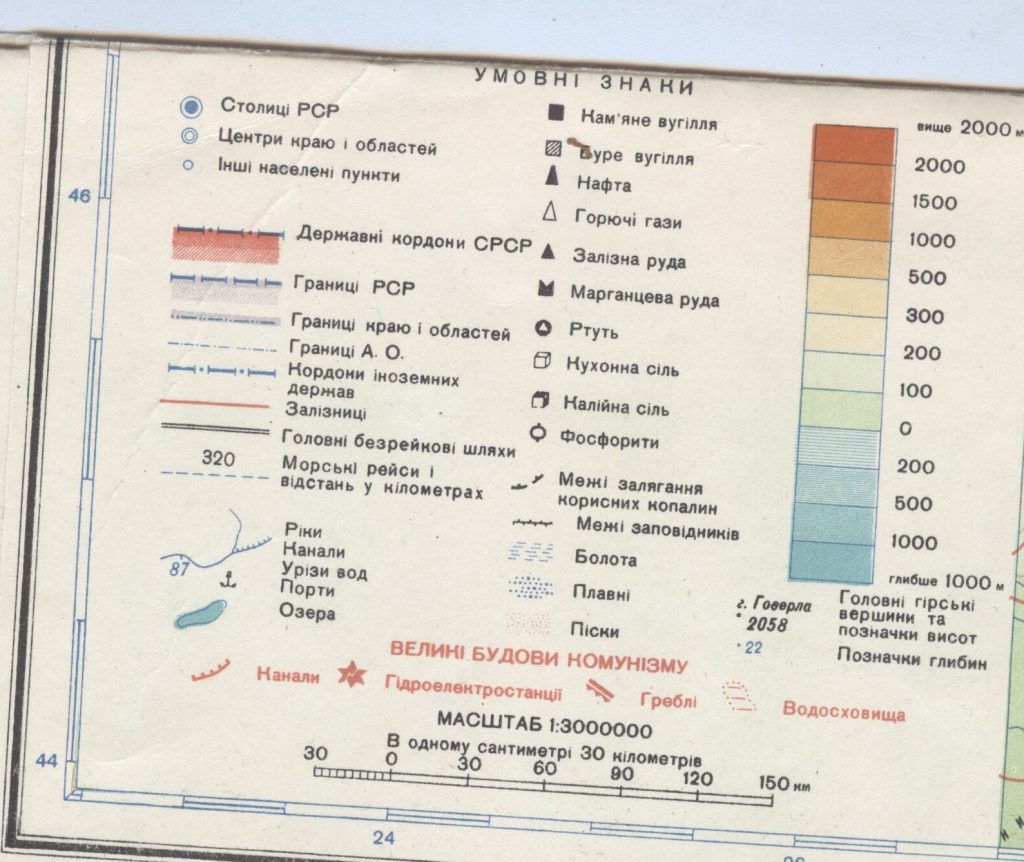 УМОВНІ ЗНАКИ
Столиці РСР
Центри краю і областей
Інші населені пункти
Державні кордони СРСР
Границі РСР
Границі краю і областей
Границі А. О.
Кордони іноземних
держав
Залізниці
Головні безрейкові шляхи
320
Морські рейси і
відстань у кілометрах
Ріки
Канали
87
Урізи вод
Порти
Озера
Кам'яне вугілля
Буре вугілля
Нафта
Горючі гази
Залізна руда
Марганцева руда
Ртуть
Кухонна сіль
Калійна сіль
Фосфорити
Межі залягання
корисних копалин
Межі заповідників
Болота
Плавні
Піски
вище 2000 м
2000
1500
1000
500
300
200
100
0
200
500
1000
глибше 1000 м
г. Говерла
2058
Головні гірські
вершини та
позначки висот
22
Позначки глибин
ВЕЛИКІ БУДОВИ КОМУНІЗМУ
Канали
Гідроелектростанції
Греблі
Водосховища
МАСШТАБ 1:3000000
В одному сантиметрі 30 кілометрів
30 0 30 60 90 120 150 км
46
44
24
26